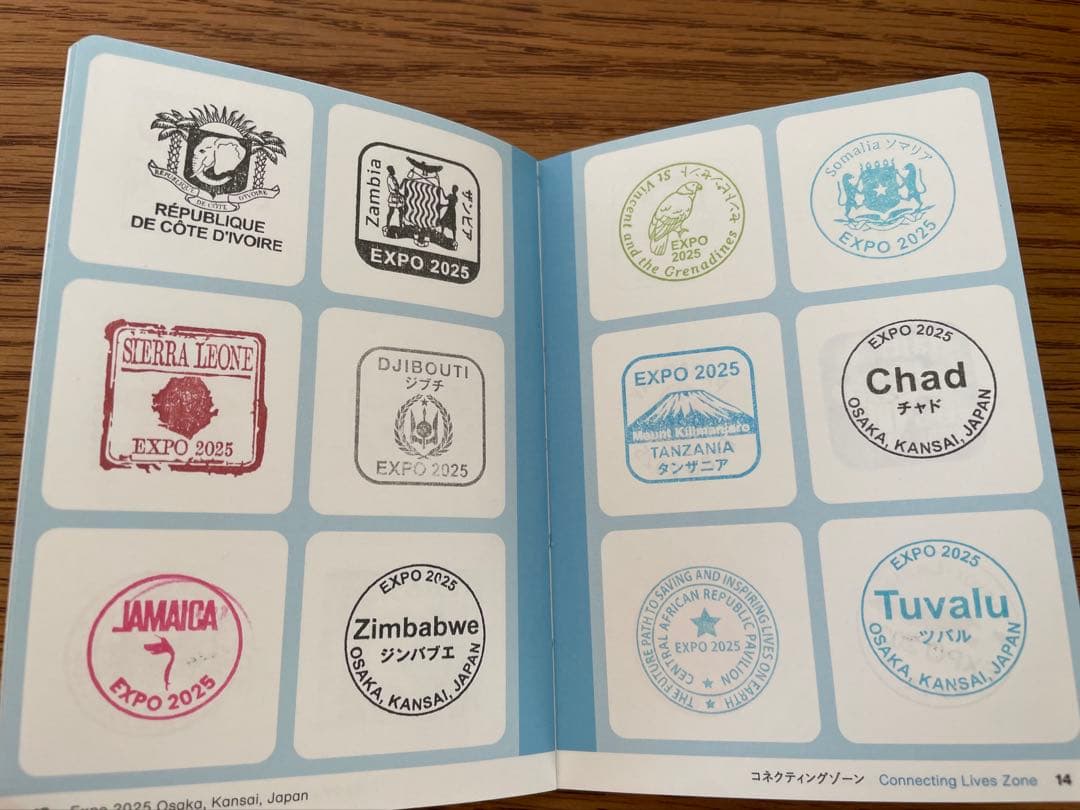 REPUBLIQUE DE CÔTE D'IVOIRE
RÉPUBLIQUE
DE CÔTE D'IVOIRE
Zambia
ザンビア
EXPO 2025
SIERRA LEONE
EXPO 2025
DJIBOUTI
ジブチ
EXPO 2025
JAMAICA
EXPO 2025
EXPO 2025
Zimbabwe
ジンバブエ
OSAKA, KANSAI, JAPAN
Expo 2025 Osaka, Kansai, Japan
St Vincent and the Grenadines
EXPO
2025
Somalia ソマリア
EXPO 2025
EXPO 2025
Mount Kilimanjaro
TANZANIA
タンザニア
EXPO 2025
Chad
チャド
OSAKA, KANSAI, JAPAN
THE FUTURE PATH TO SAVING AND INSPIRING LIVES ON EARTH
CENTRAL AFRICAN REPUBLIC PAVILION
EXPO 2025
EXPO 2025
Tuvalu
ツバル
OSAKA, KANSAI, JAPAN
コネクティングゾーン Connecting Lives Zone 14